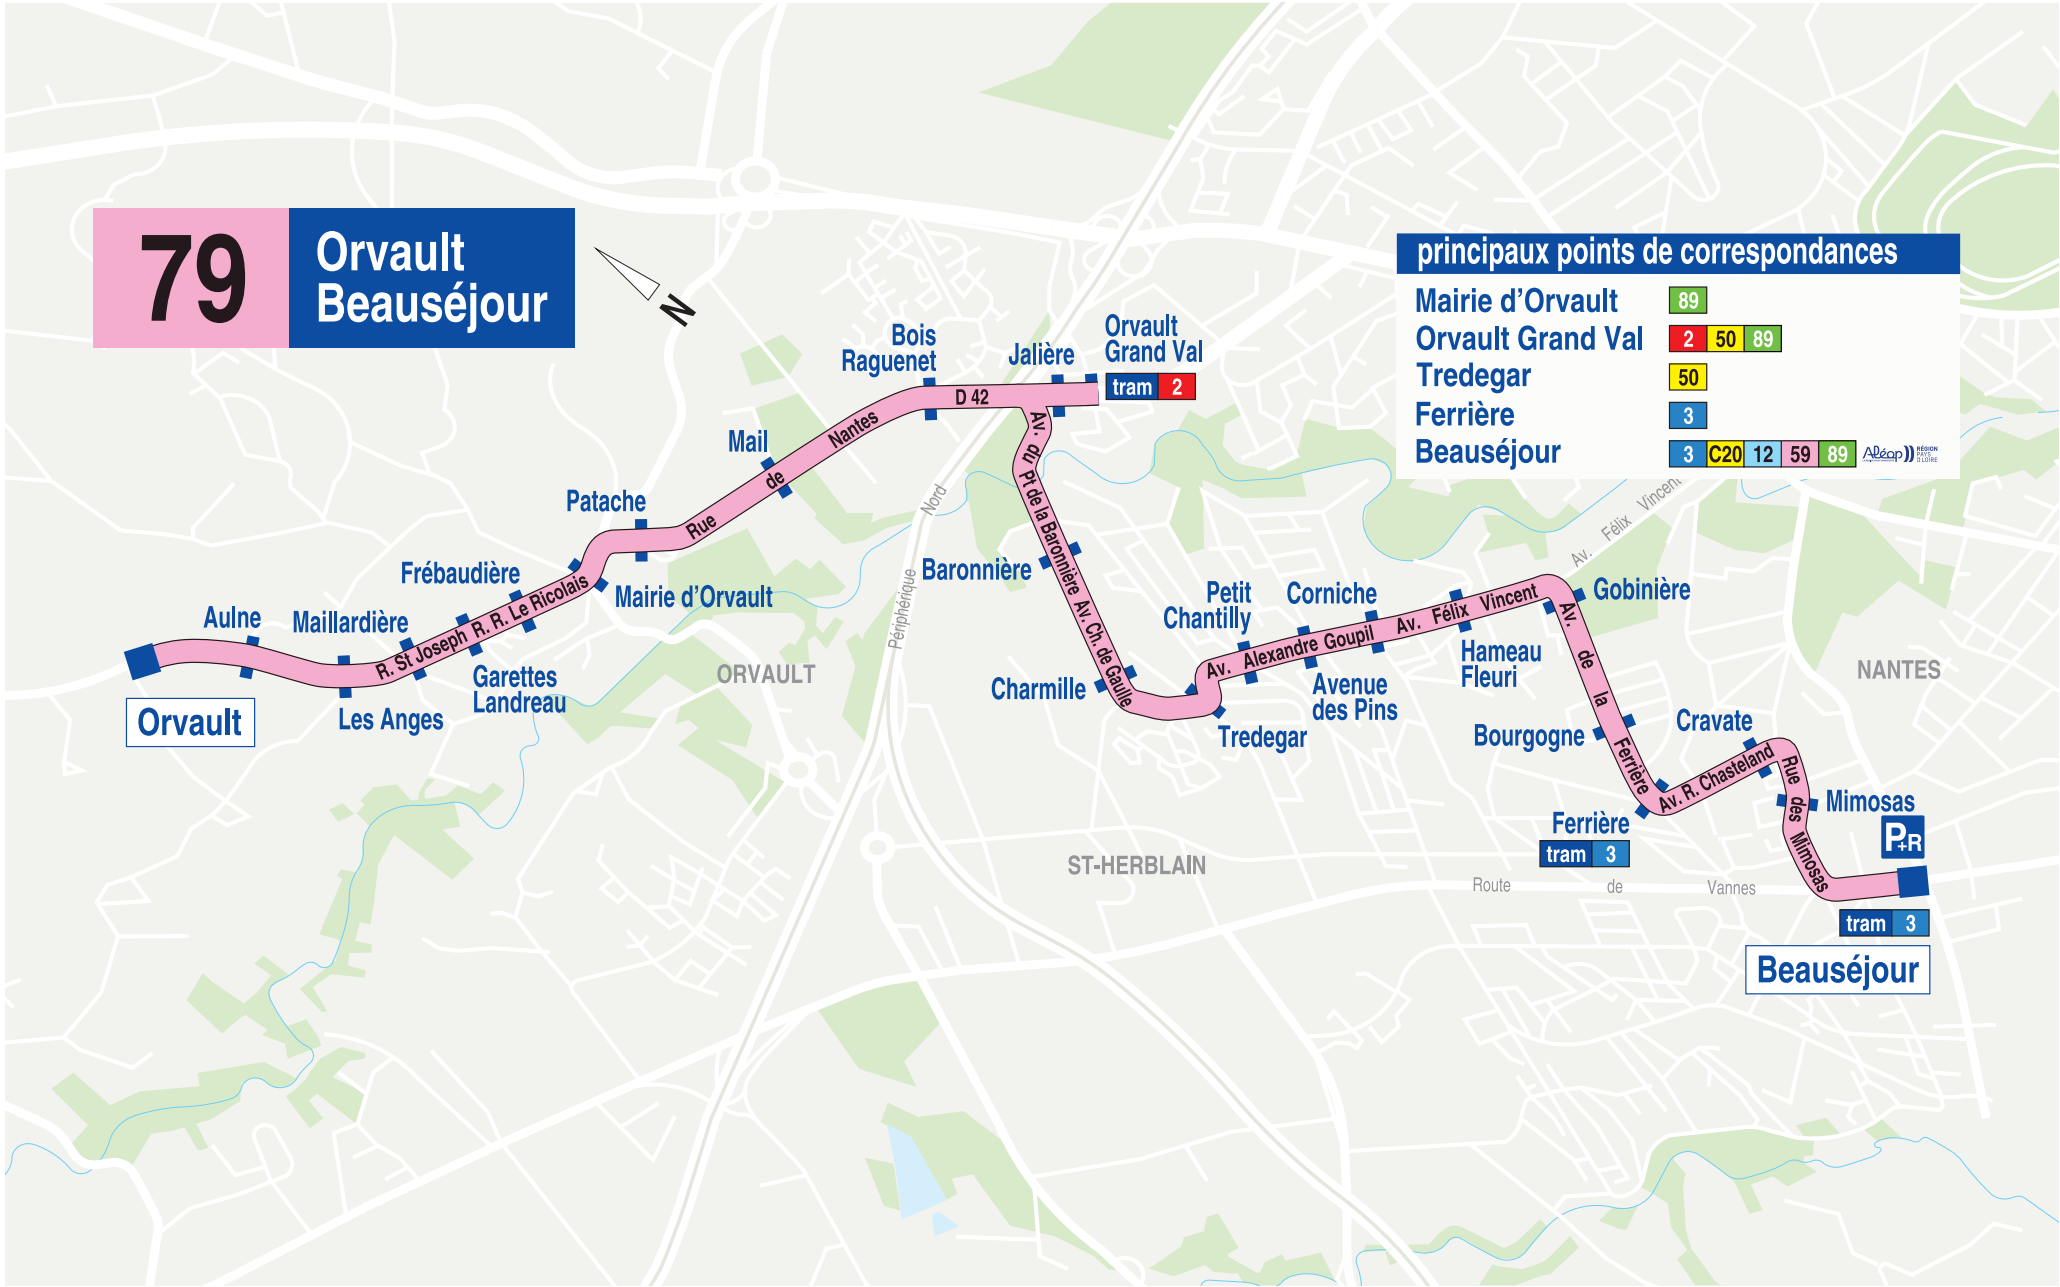 79
Orvault
Beauséjour
N
principaux points de correspondances
Mairie d'Orvault 89
Orvault Grand Val 2 50 89
Tredegar 50
Ferrière 3
Beauséjour 3 C20 12 59 89 Aléop RÉGION PAYS
Orvault
Aulne
Les Anges
Maillardière
Garettes
Landreau
Frébaudière
Mairie d'Orvault
Patache
Mail
Bois
Raguenet
Jalière
Orvault
Grand Val
tram 2
Baronnière
Charmille
Tredegar
Petit
Chantilly
Avenue
des Pins
Corniche
Hameau
Fleuri
Gobinière
Bourgogne
Ferrière
tram 3
Cravate
Mimosas
P+R
tram 3
Beauséjour
R. St Joseph R. R. Le Ricolais
Rue de Nantes
D 42
Av. du Pt de la Baronnière Av. Ch. de Gaulle
Av. Alexandre Goupil Av. Félix Vincent
Av. de la Ferrière
Av. R. Chasteland
Rue des Mimosas
Périphérique Nord
Av. Félix Vincent
Route de Vannes
ORVAULT
ST-HERBLAIN
NANTES